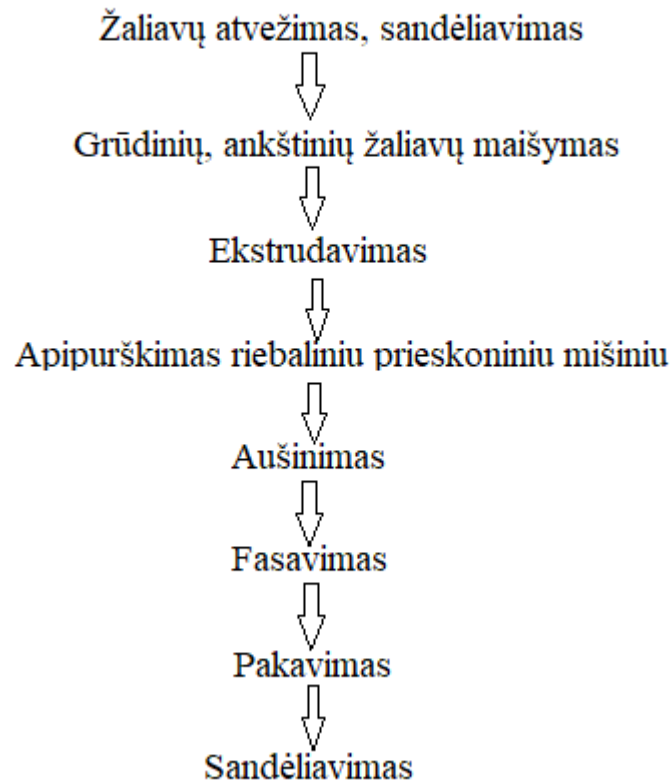 Žaliavų atvežimas, sandėliavimas
Grūdinių, ankštinių žaliavų maišymas
Ekstrudavimas
Apipurškimas riebaliniu prieskoniniu mišiniu
Aušinimas
Fasavimas
Pakavimas
Sandėliavimas